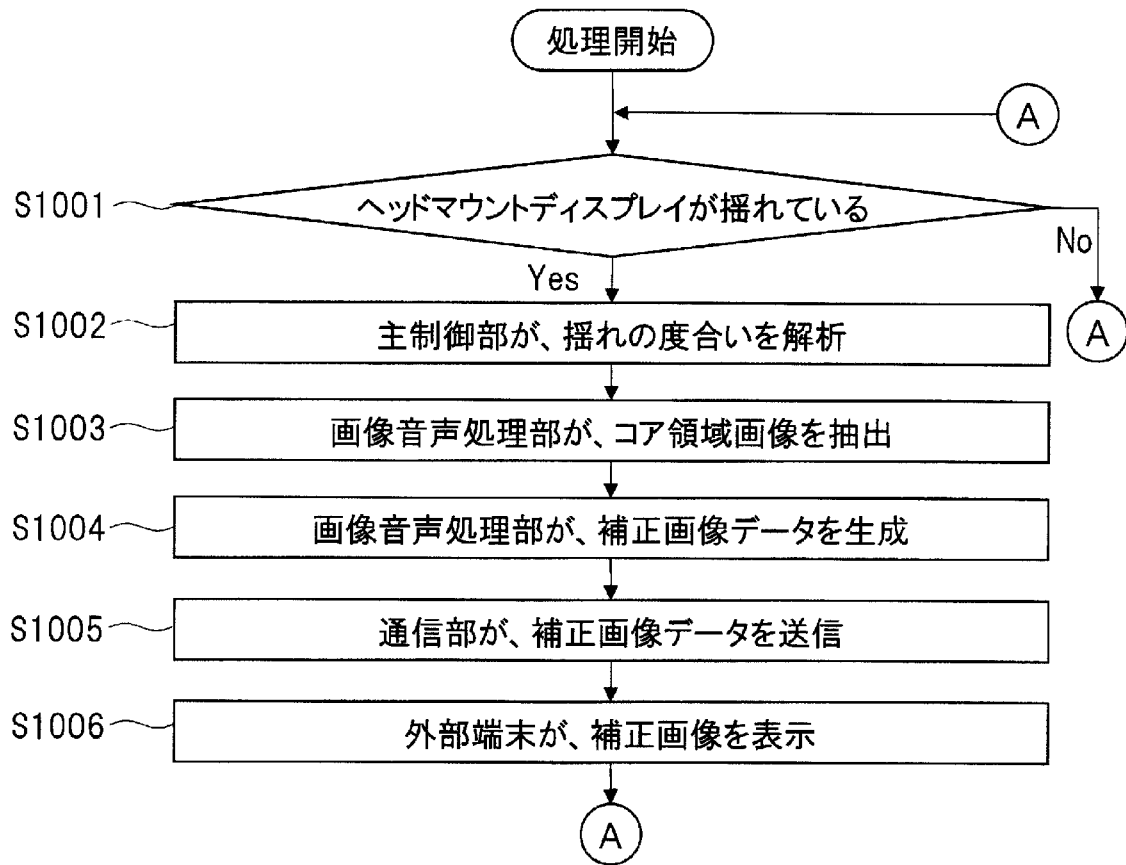 処理開始
A
S1001
ヘッドマウントディスプレイが揺れている
No
Yes
A
S1002
主制御部が、揺れの度合いを解析
S1003
画像音声処理部が、コア領域画像を抽出
S1004
画像音声処理部が、補正画像データを生成
S1005
通信部が、補正画像データを送信
S1006
外部端末が、補正画像を表示
A